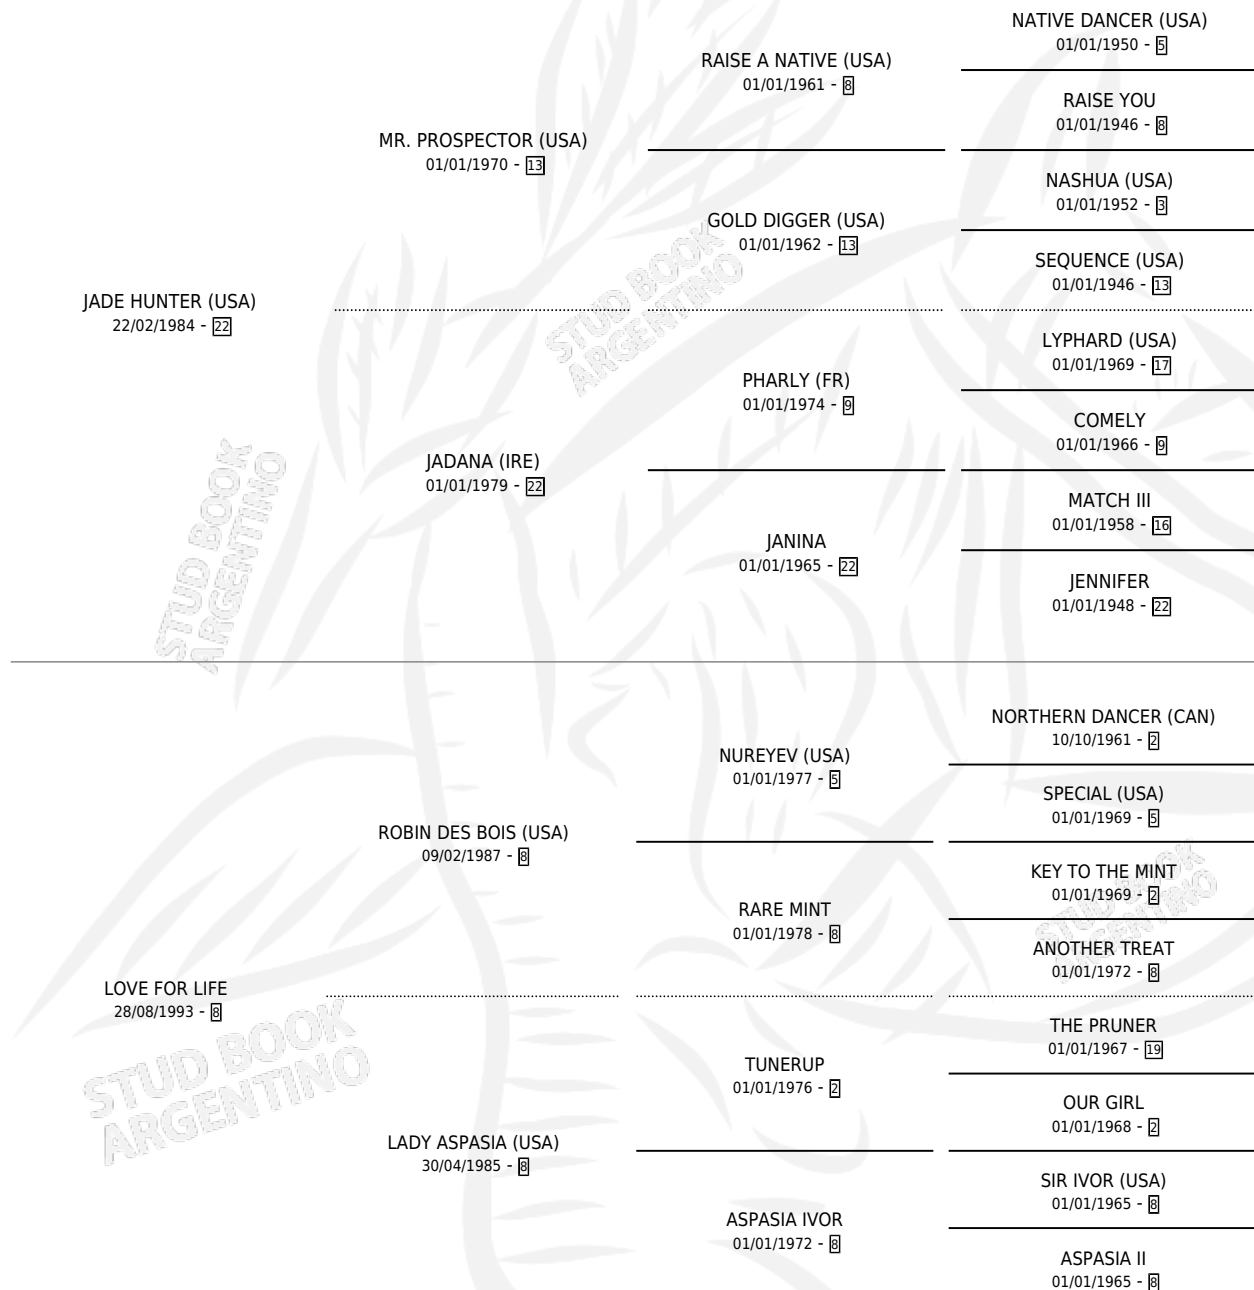 NATIVE DANCER (USA)
01/01/1950 - 5
RAISE A NATIVE (USA)
01/01/1961 - 8
RAISE YOU
01/01/1946 - 8
MR. PROSPECTOR (USA)
01/01/1970 - 13
NASHUA (USA)
01/01/1952 - 3
GOLD DIGGER (USA)
01/01/1962 - 13
SEQUENCE (USA)
01/01/1946 - 13
JADE HUNTER (USA)
22/02/1984 - 22
STUD BOOK
ARGENTINO
LYPHARD (USA)
01/01/1969 - 17
PHARLY (FR)
01/01/1974 - 9
COMELY
01/01/1966 - 9
JADANA (IRE)
01/01/1979 - 22
MATCH III
01/01/1958 - 16
JANINA
01/01/1965 - 22
JENNIFER
01/01/1948 - 22
STUD BOOK
ARGENTINO
NORTHERN DANCER (CAN)
10/10/1961 - 2
NUREYEV (USA)
01/01/1977 - 5
SPECIAL (USA)
01/01/1969 - 5
ROBIN DES BOIS (USA)
09/02/1987 - 8
KEY TO THE MINT
01/01/1969 - 2
RARE MINT
01/01/1978 - 8
ANOTHER TREAT
01/01/1972 - 8
STUD BOOK
ARGENTINO
LOVE FOR LIFE
28/08/1993 - 8
THE PRUNER
01/01/1967 - 19
TUNERUP
01/01/1976 - 2
OUR GIRL
01/01/1968 - 2
STUD BOOK
ARGENTINO
LADY ASPASIA (USA)
30/04/1985 - 8
SIR IVOR (USA)
01/01/1965 - 8
ASPASIA IVOR
01/01/1972 - 8
ASPASIA II
01/01/1965 - 8